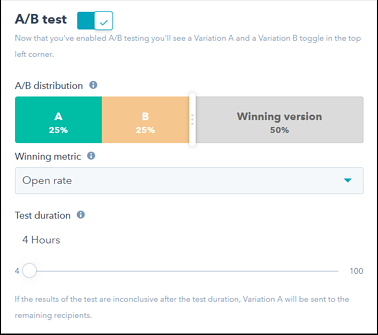 A/B test
Now that you've enabled A/B testing you'll see a Variation A and a Variation B toggle in the top
left corner.
A/B distribution
A B Winning version
25% 25% 50%
Winning metric
Open rate
Test duration
4 Hours
4 100
If the results of the test are inconclusive after the test duration, Variation A will be sent to the
remaining recipients.